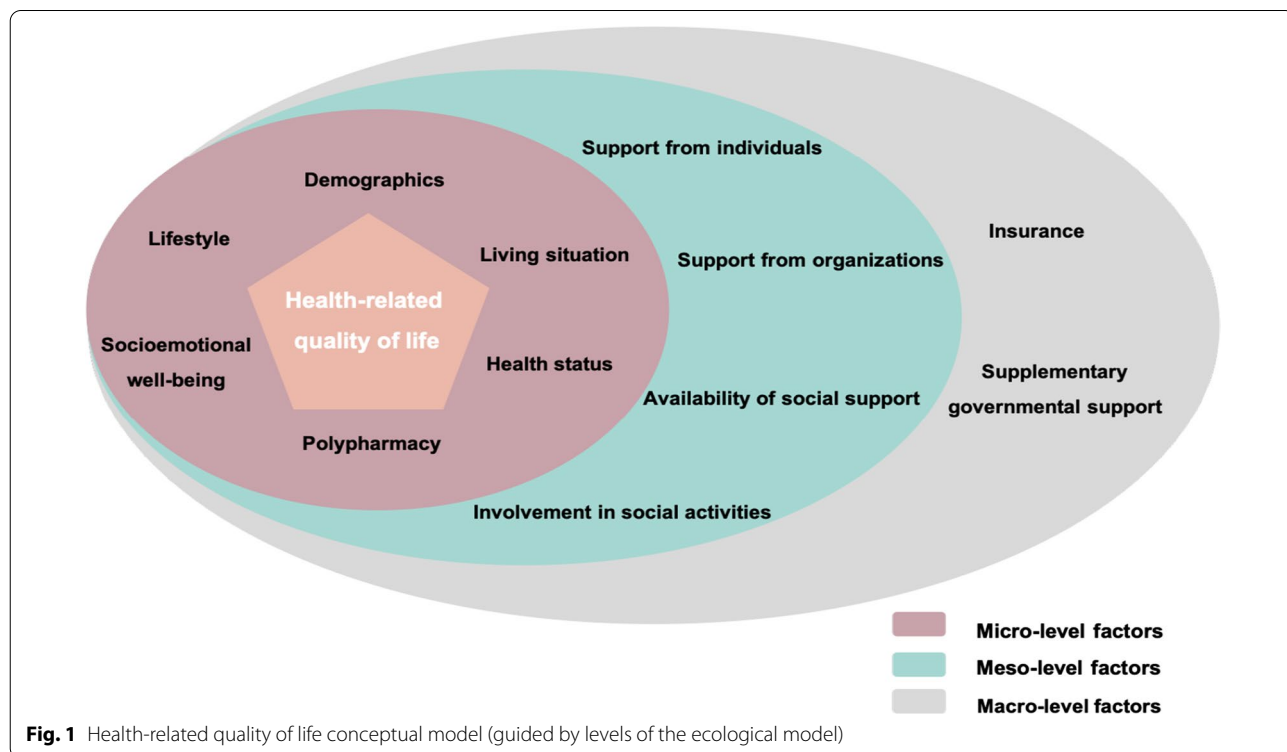 Support from individuals
Demographics
Lifestyle
Insurance
Living situation
Support from organizations
Health-related
quality of life
Socioemotional
well-being
Health status
Supplementary
governmental support
Availability of social support
Polypharmacy
Involvement in social activities
Micro-level factors
Meso-level factors
Macro-level factors
Fig. 1 Health-related quality of life conceptual model (guided by levels of the ecological model)